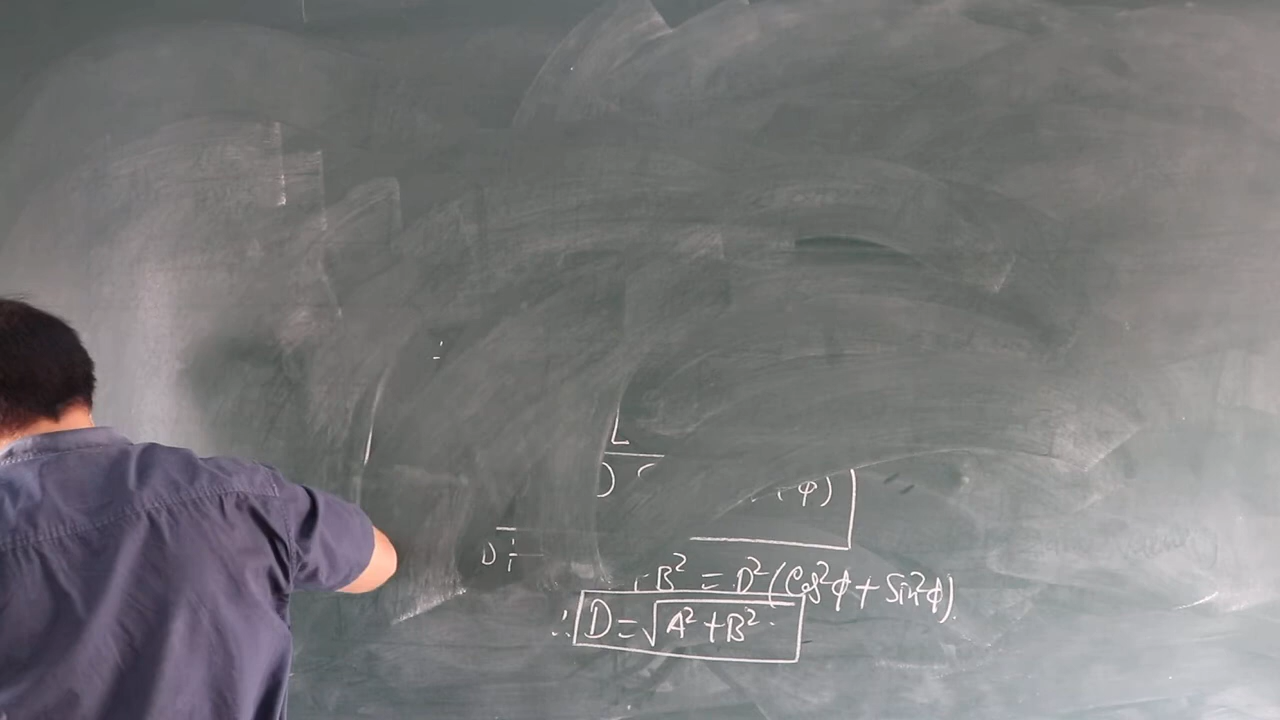 φ)
B² = D²(Cos²φ + Sin²φ).
∴ D = √A² + B²